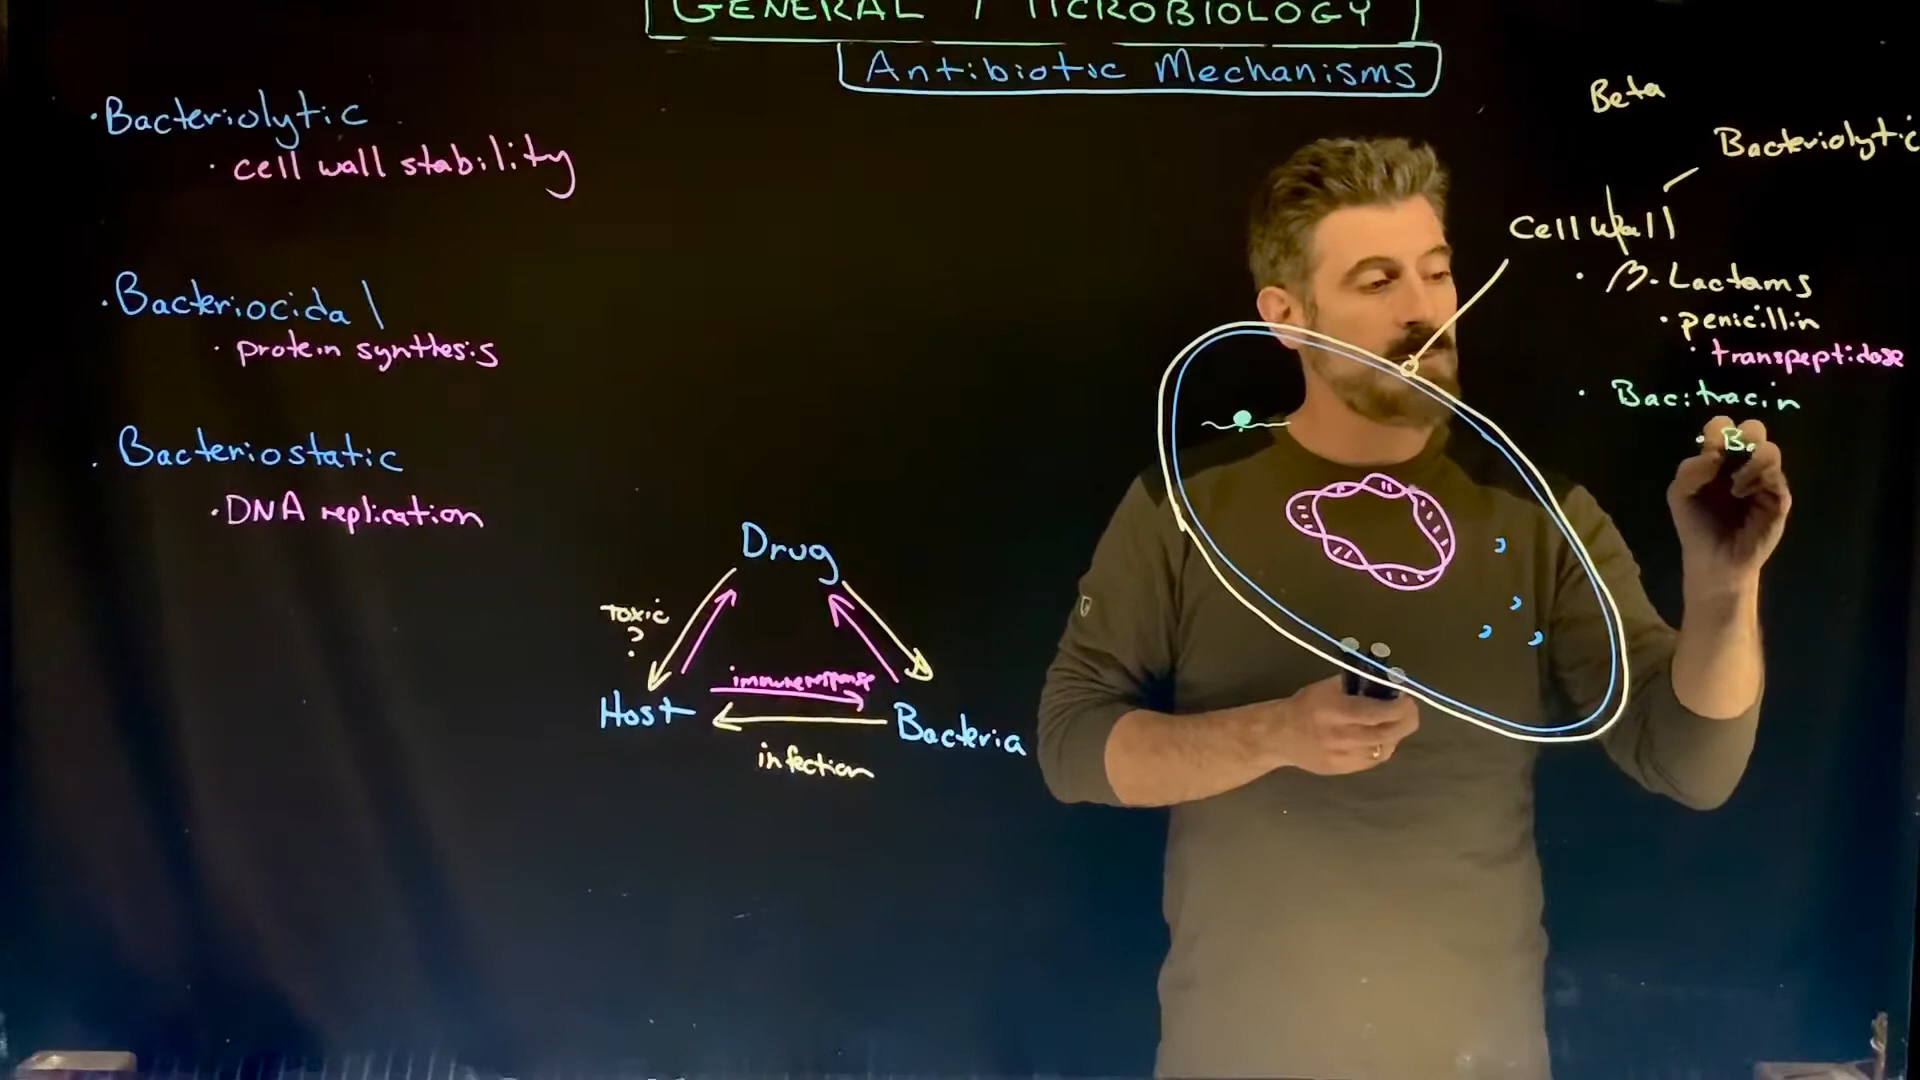 GENERAL MICROBIOLOGY
Antibiotic Mechanisms
·Bacteriolytic
· cell wall stability
·Bacteriocidal
· protein synthesis
· Bacteriostatic
·DNA replication
Drug
Toxic
?
immune response
Host
Bacteria
infection
Beta
Bacteriolytic
Cell Wall
· β-Lactams
· penicillin
· transpeptidase
· Bacitracin
· Ba